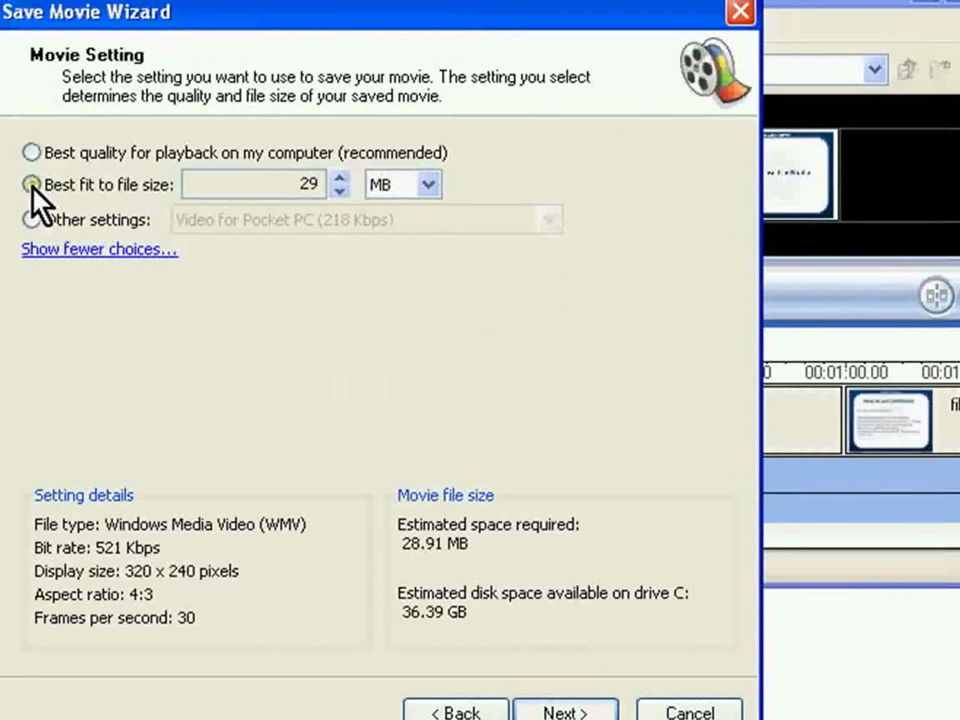 Save Movie Wizard
Movie Setting
Select the setting you want to use to save your movie. The setting you select
determines the quality and file size of your saved movie.
Best quality for playback on my computer (recommended)
Best fit to file size: 29 MB
Other settings: Video for Pocket PC (218 Kbps)
Show fewer choices...
00:01:00.00 00:01
fil
Setting details
File type: Windows Media Video (WMV)
Bit rate: 521 Kbps
Display size: 320 x 240 pixels
Aspect ratio: 4:3
Frames per second: 30
Movie file size
Estimated space required:
28.91 MB
Estimated disk space available on drive C:
36.39 GB
< Back Next > Cancel